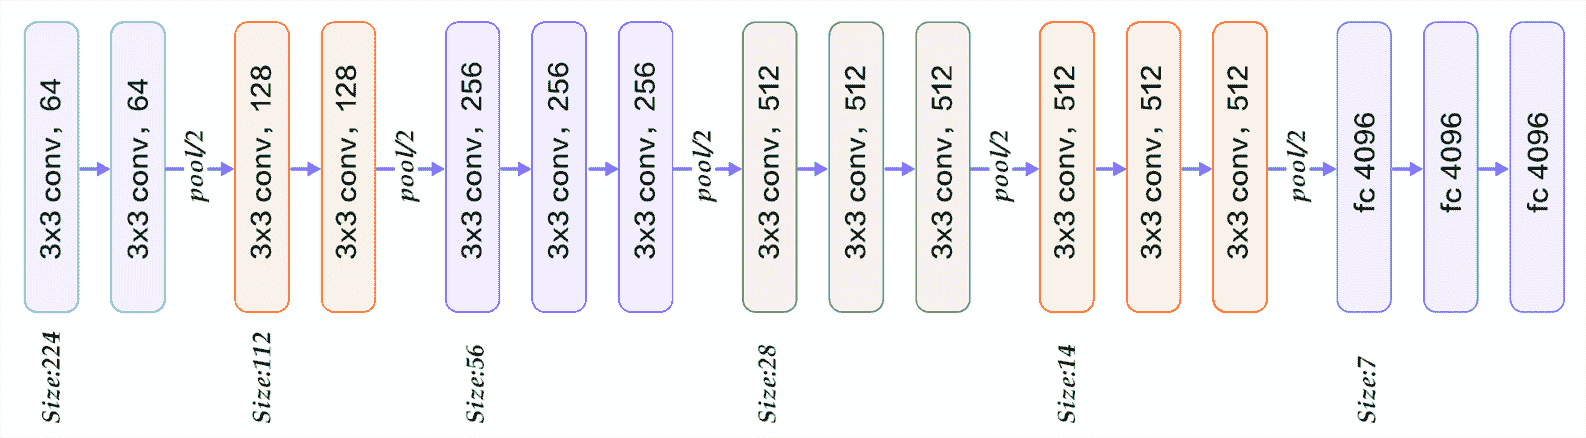 3x3 conv, 64
3x3 conv, 64
pool/2
3x3 conv, 128
3x3 conv, 128
pool/2
3x3 conv, 256
3x3 conv, 256
3x3 conv, 256
pool/2
3x3 conv, 512
3x3 conv, 512
3x3 conv, 512
pool/2
3x3 conv, 512
3x3 conv, 512
3x3 conv, 512
pool/2
fc 4096
fc 4096
fc 4096
Size:224
Size:112
Size:56
Size:28
Size:14
Size:7